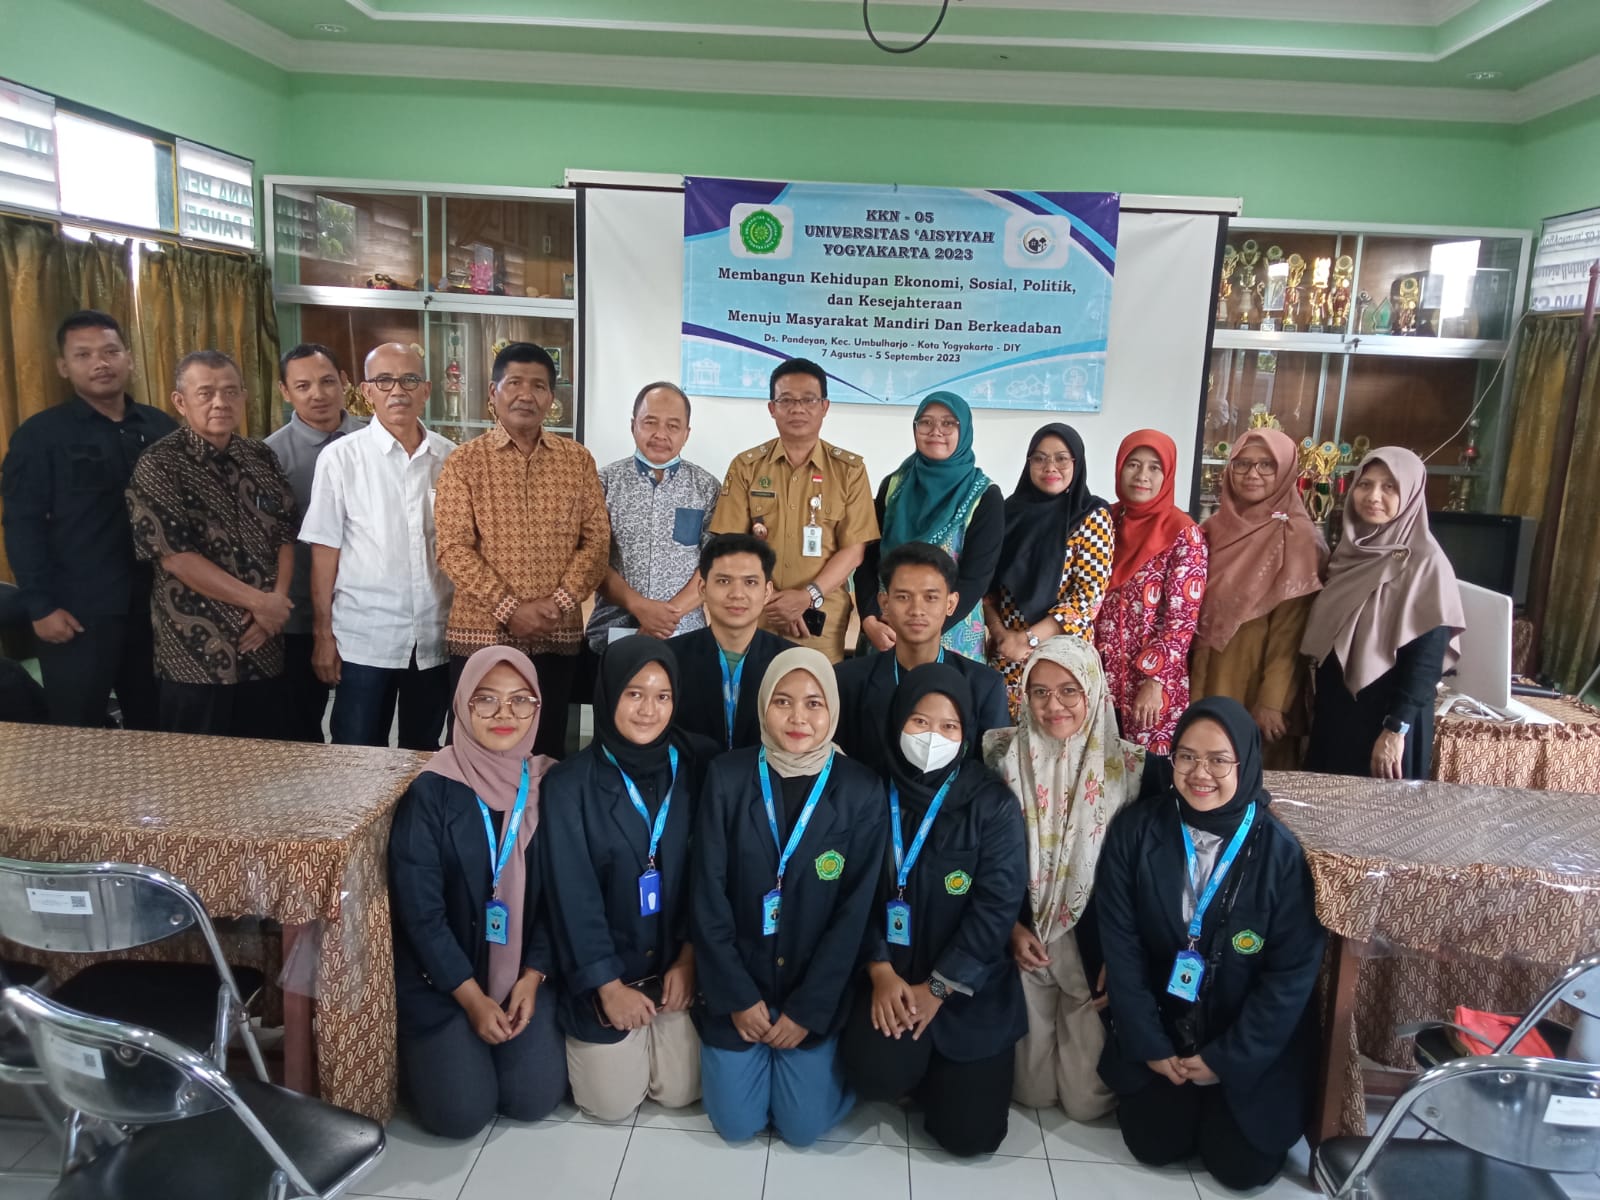 KKN - 05
UNIVERSITAS ‘AISYIYAH
YOGYAKARTA 2023
Membangun Kehidupan Ekonomi, Sosial, Politik,
dan Kesejahteraan
Menuju Masyarakat Mandiri Dan Berkeadaban
Ds. Pandeyan, Kec. Umbulharjo - Kota Yogyakarta - DIY
7 Agustus - 5 September 2023